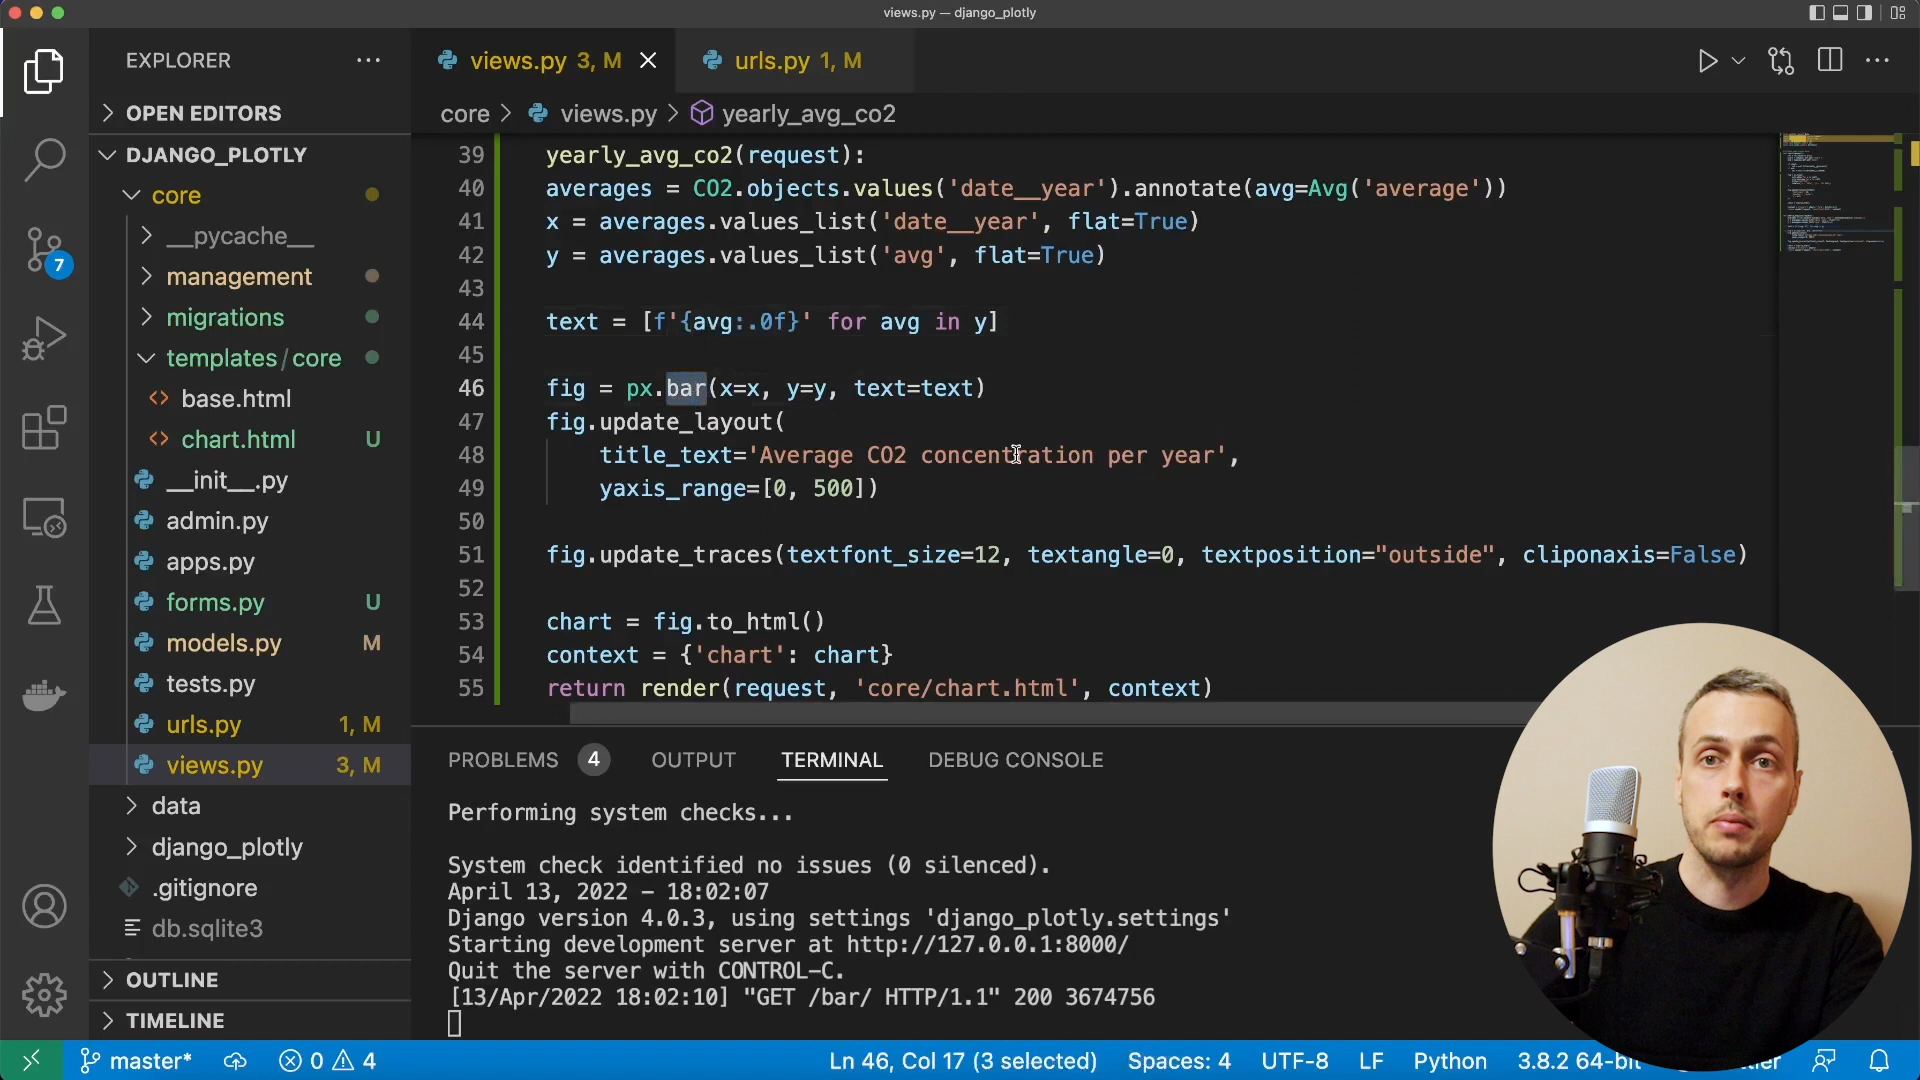 views.py — django_plotly
EXPLORER
views.py 3, M
urls.py 1, M
OPEN EDITORS
core > views.py > yearly_avg_co2
DJANGO_PLOTLY
core
__pycache__
management
migrations
templates/core
base.html
chart.html U
__init__.py
admin.py
apps.py
forms.py U
models.py M
tests.py
urls.py 1, M
views.py 3, M
data
django_plotly
.gitignore
db.sqlite3
OUTLINE
TIMELINE
7
39 yearly_avg_co2(request):
40 averages = CO2.objects.values('date__year').annotate(avg=Avg('average'))
41 x = averages.values_list('date__year', flat=True)
42 y = averages.values_list('avg', flat=True)
43
44 text = [f'{avg:.0f}' for avg in y]
45
46 fig = px.bar(x=x, y=y, text=text)
47 fig.update_layout(
48 title_text='Average CO2 concentration per year',
49 yaxis_range=[0, 500])
50
51 fig.update_traces(textfont_size=12, textangle=0, textposition="outside", cliponaxis=False)
52
53 chart = fig.to_html()
54 context = {'chart': chart}
55 return render(request, 'core/chart.html', context)
PROBLEMS 4 OUTPUT TERMINAL DEBUG CONSOLE
Performing system checks...
System check identified no issues (0 silenced).
April 13, 2022 - 18:02:07
Django version 4.0.3, using settings 'django_plotly.settings'
Starting development server at http://127.0.0.1:8000/
Quit the server with CONTROL-C.
[13/Apr/2022 18:02:10] "GET /bar/ HTTP/1.1" 200 3674756
master* 0 4 Ln 46, Col 17 (3 selected) Spaces: 4 UTF-8 LF Python 3.8.2 64-bit